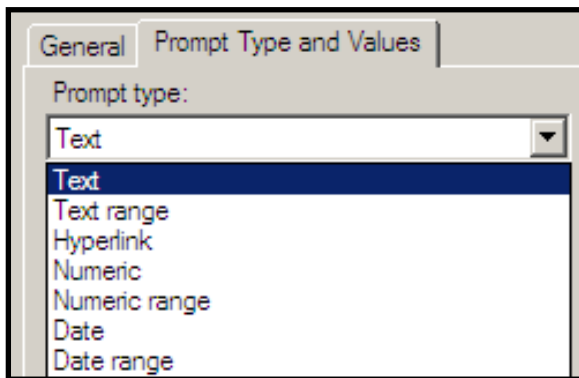 General Prompt Type and Values
Prompt type:
Text
Text
Text range
Hyperlink
Numeric
Numeric range
Date
Date range